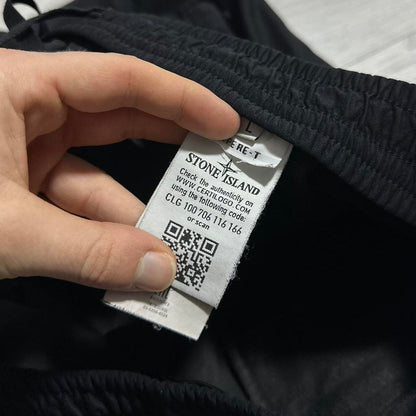 STONE ISLAND
Check the authenticity on
WWW.CERTILOGO.COM
using the following code:
CLG 100 706 116 166
or scan